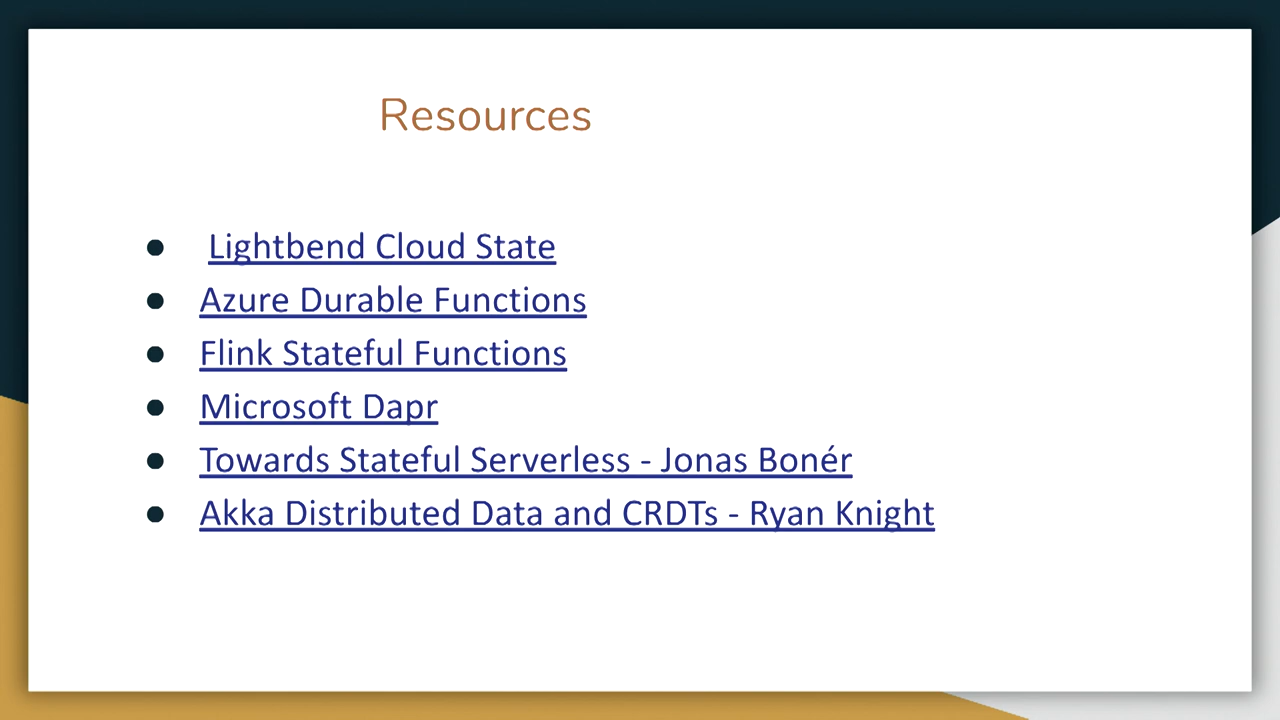 Resources
● Lightbend Cloud State
● Azure Durable Functions
● Flink Stateful Functions
● Microsoft Dapr
● Towards Stateful Serverless - Jonas Bonér
● Akka Distributed Data and CRDTs - Ryan Knight